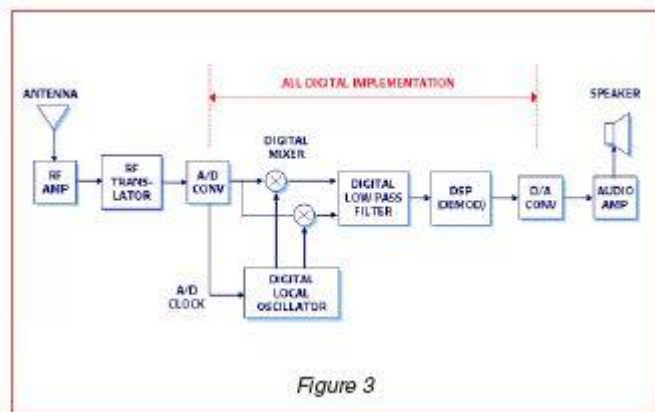 ALL DIGITAL IMPLEMENTATION
ANTENNA
SPEAKER
DIGITAL
MIXER
RF
AMP
RF
TRANS-
LATOR
A/D
CONV
DIGITAL
LOW PASS
FILTER
DSP
(DEMOD)
D/A
CONV
AUDIO
AMP
A/D
CLOCK
DIGITAL
LOCAL
OSCILLATOR
Figure 3